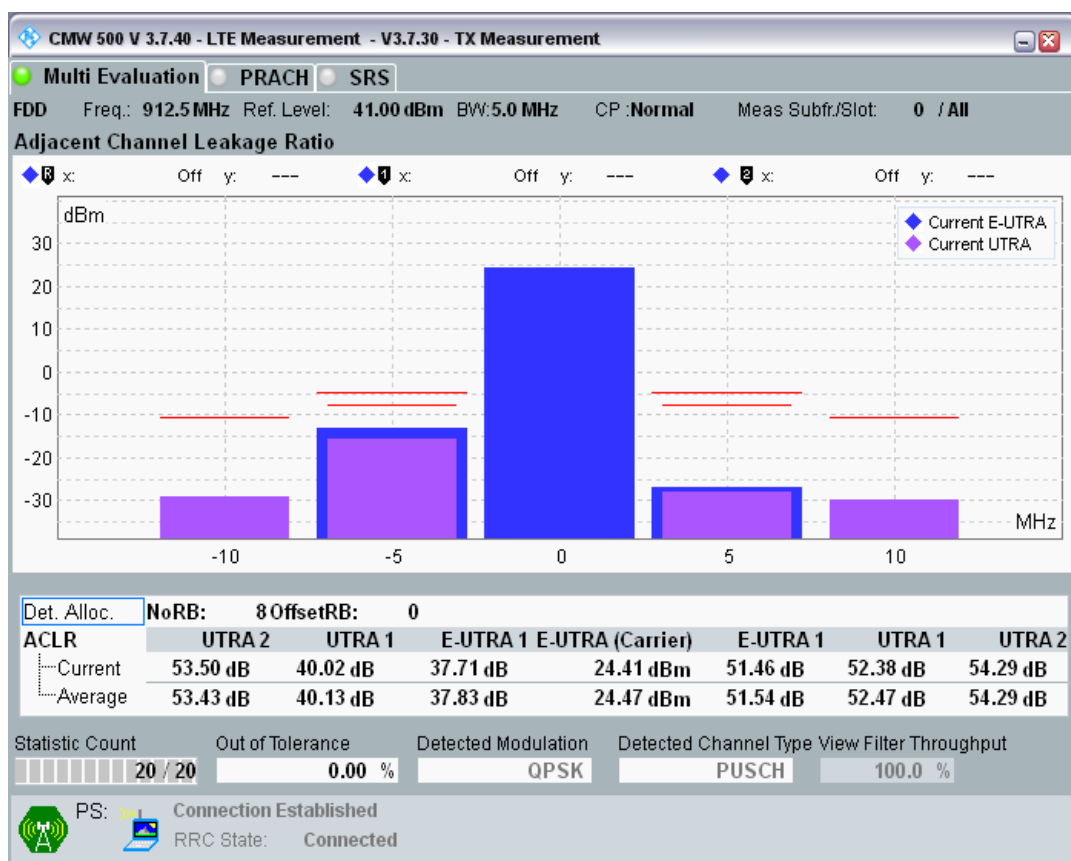 CMW 500 V 3.7.40 - LTE Measurement - V3.7.30 - TX Measurement
Multi Evaluation PRACH SRS
FDD Freq.: 912.5 MHz Ref. Level: 41.00 dBm BW:5.0 MHz CP :Normal Meas Subfr./Slot: 0 / All
Adjacent Channel Leakage Ratio
R x: Off y: --- 1 x: Off y: --- 2 x: Off y: ---
dBm
Current E-UTRA
Current UTRA
30
20
10
0
-10
-20
-30
MHz
-10 -5 0 5 10
Det. Alloc. NoRB: 8 OffsetRB: 0
ACLR UTRA 2 UTRA 1 E-UTRA 1 E-UTRA (Carrier) E-UTRA 1 UTRA 1 UTRA 2
Current 53.50 dB 40.02 dB 37.71 dB 24.41 dBm 51.46 dB 52.38 dB 54.29 dB
Average 53.43 dB 40.13 dB 37.83 dB 24.47 dBm 51.54 dB 52.47 dB 54.29 dB
Statistic Count Out of Tolerance Detected Modulation Detected Channel Type View Filter Throughput
20 / 20 0.00 % QPSK PUSCH 100.0 %
PS: Connection Established
RRC State: Connected